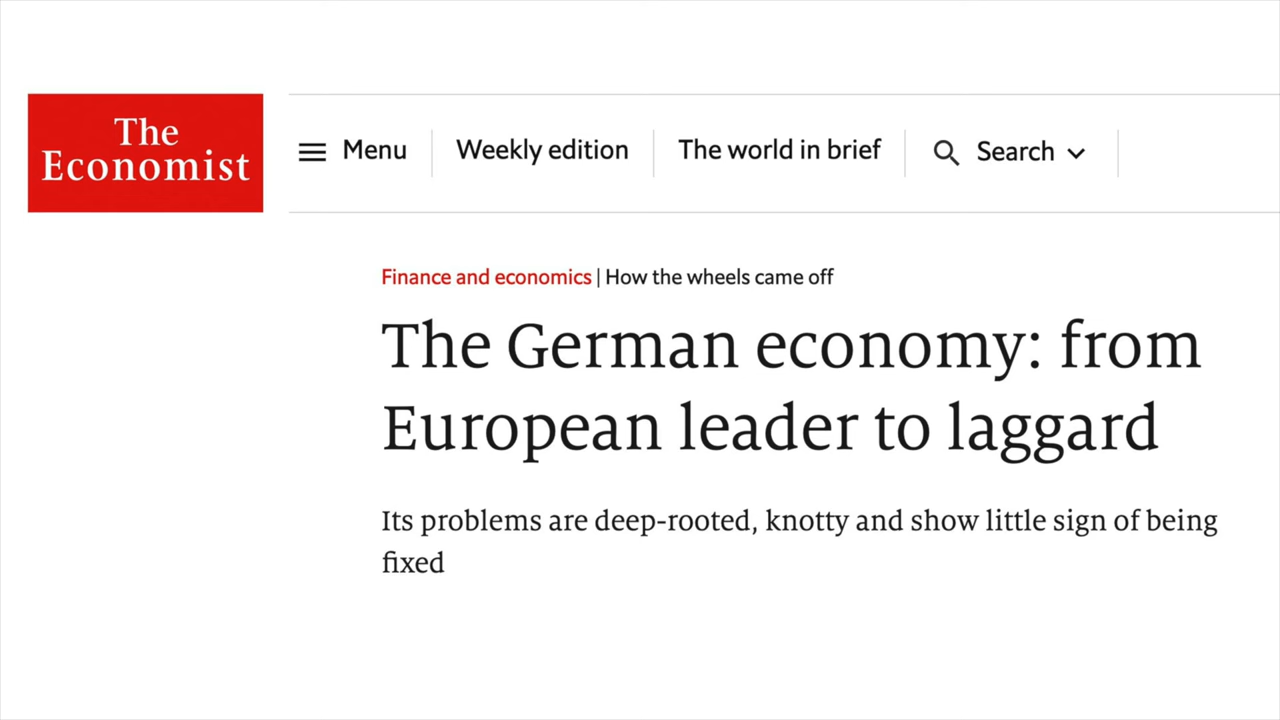 The
Economist
Menu
Weekly edition
The world in brief
Search
Finance and economics | How the wheels came off
The German economy: from
European leader to laggard
Its problems are deep-rooted, knotty and show little sign of being
fixed